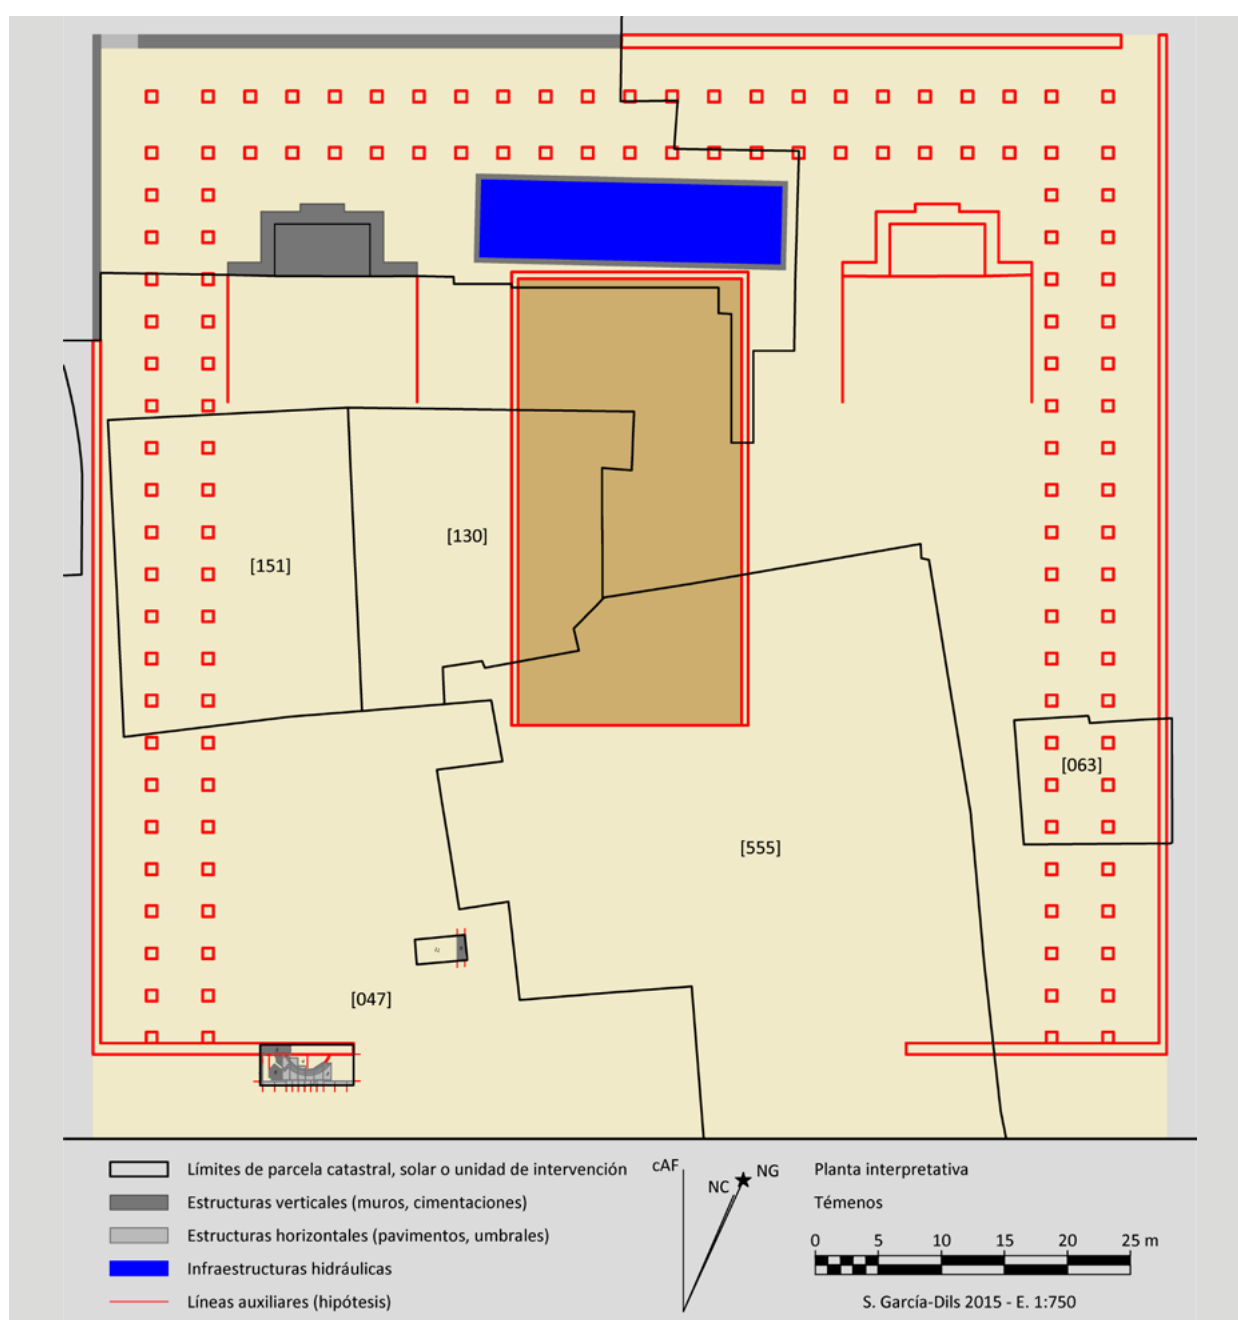 [130]
[151]
[063]
[555]
[047]
Límites de parcela catastral, solar o unidad de intervención
Estructuras verticales (muros, cimentaciones)
Estructuras horizontales (pavimentos, umbrales)
Infraestructuras hidráulicas
Líneas auxiliares (hipótesis)
cAF
NG
NC
Planta interpretativa
Témenos
0 5 10 15 20 25 m
S. García-Dils 2015 - E. 1:750